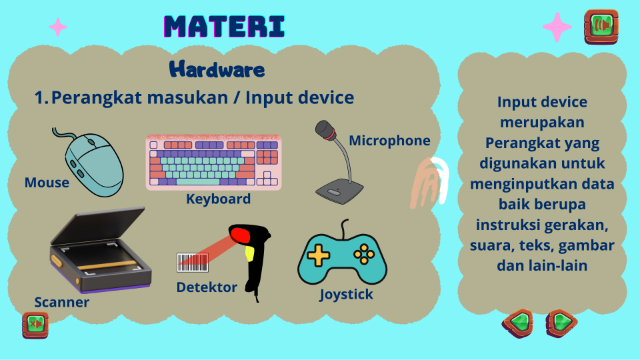 MATERI
Hardware
1. Perangkat masukan / Input device
Mouse
Keyboard
Microphone
Scanner
Detektor
Joystick
Input device
merupakan
Perangkat yang
digunakan untuk
menginputkan data
baik berupa
instruksi gerakan,
suara, teks, gambar
dan lain-lain